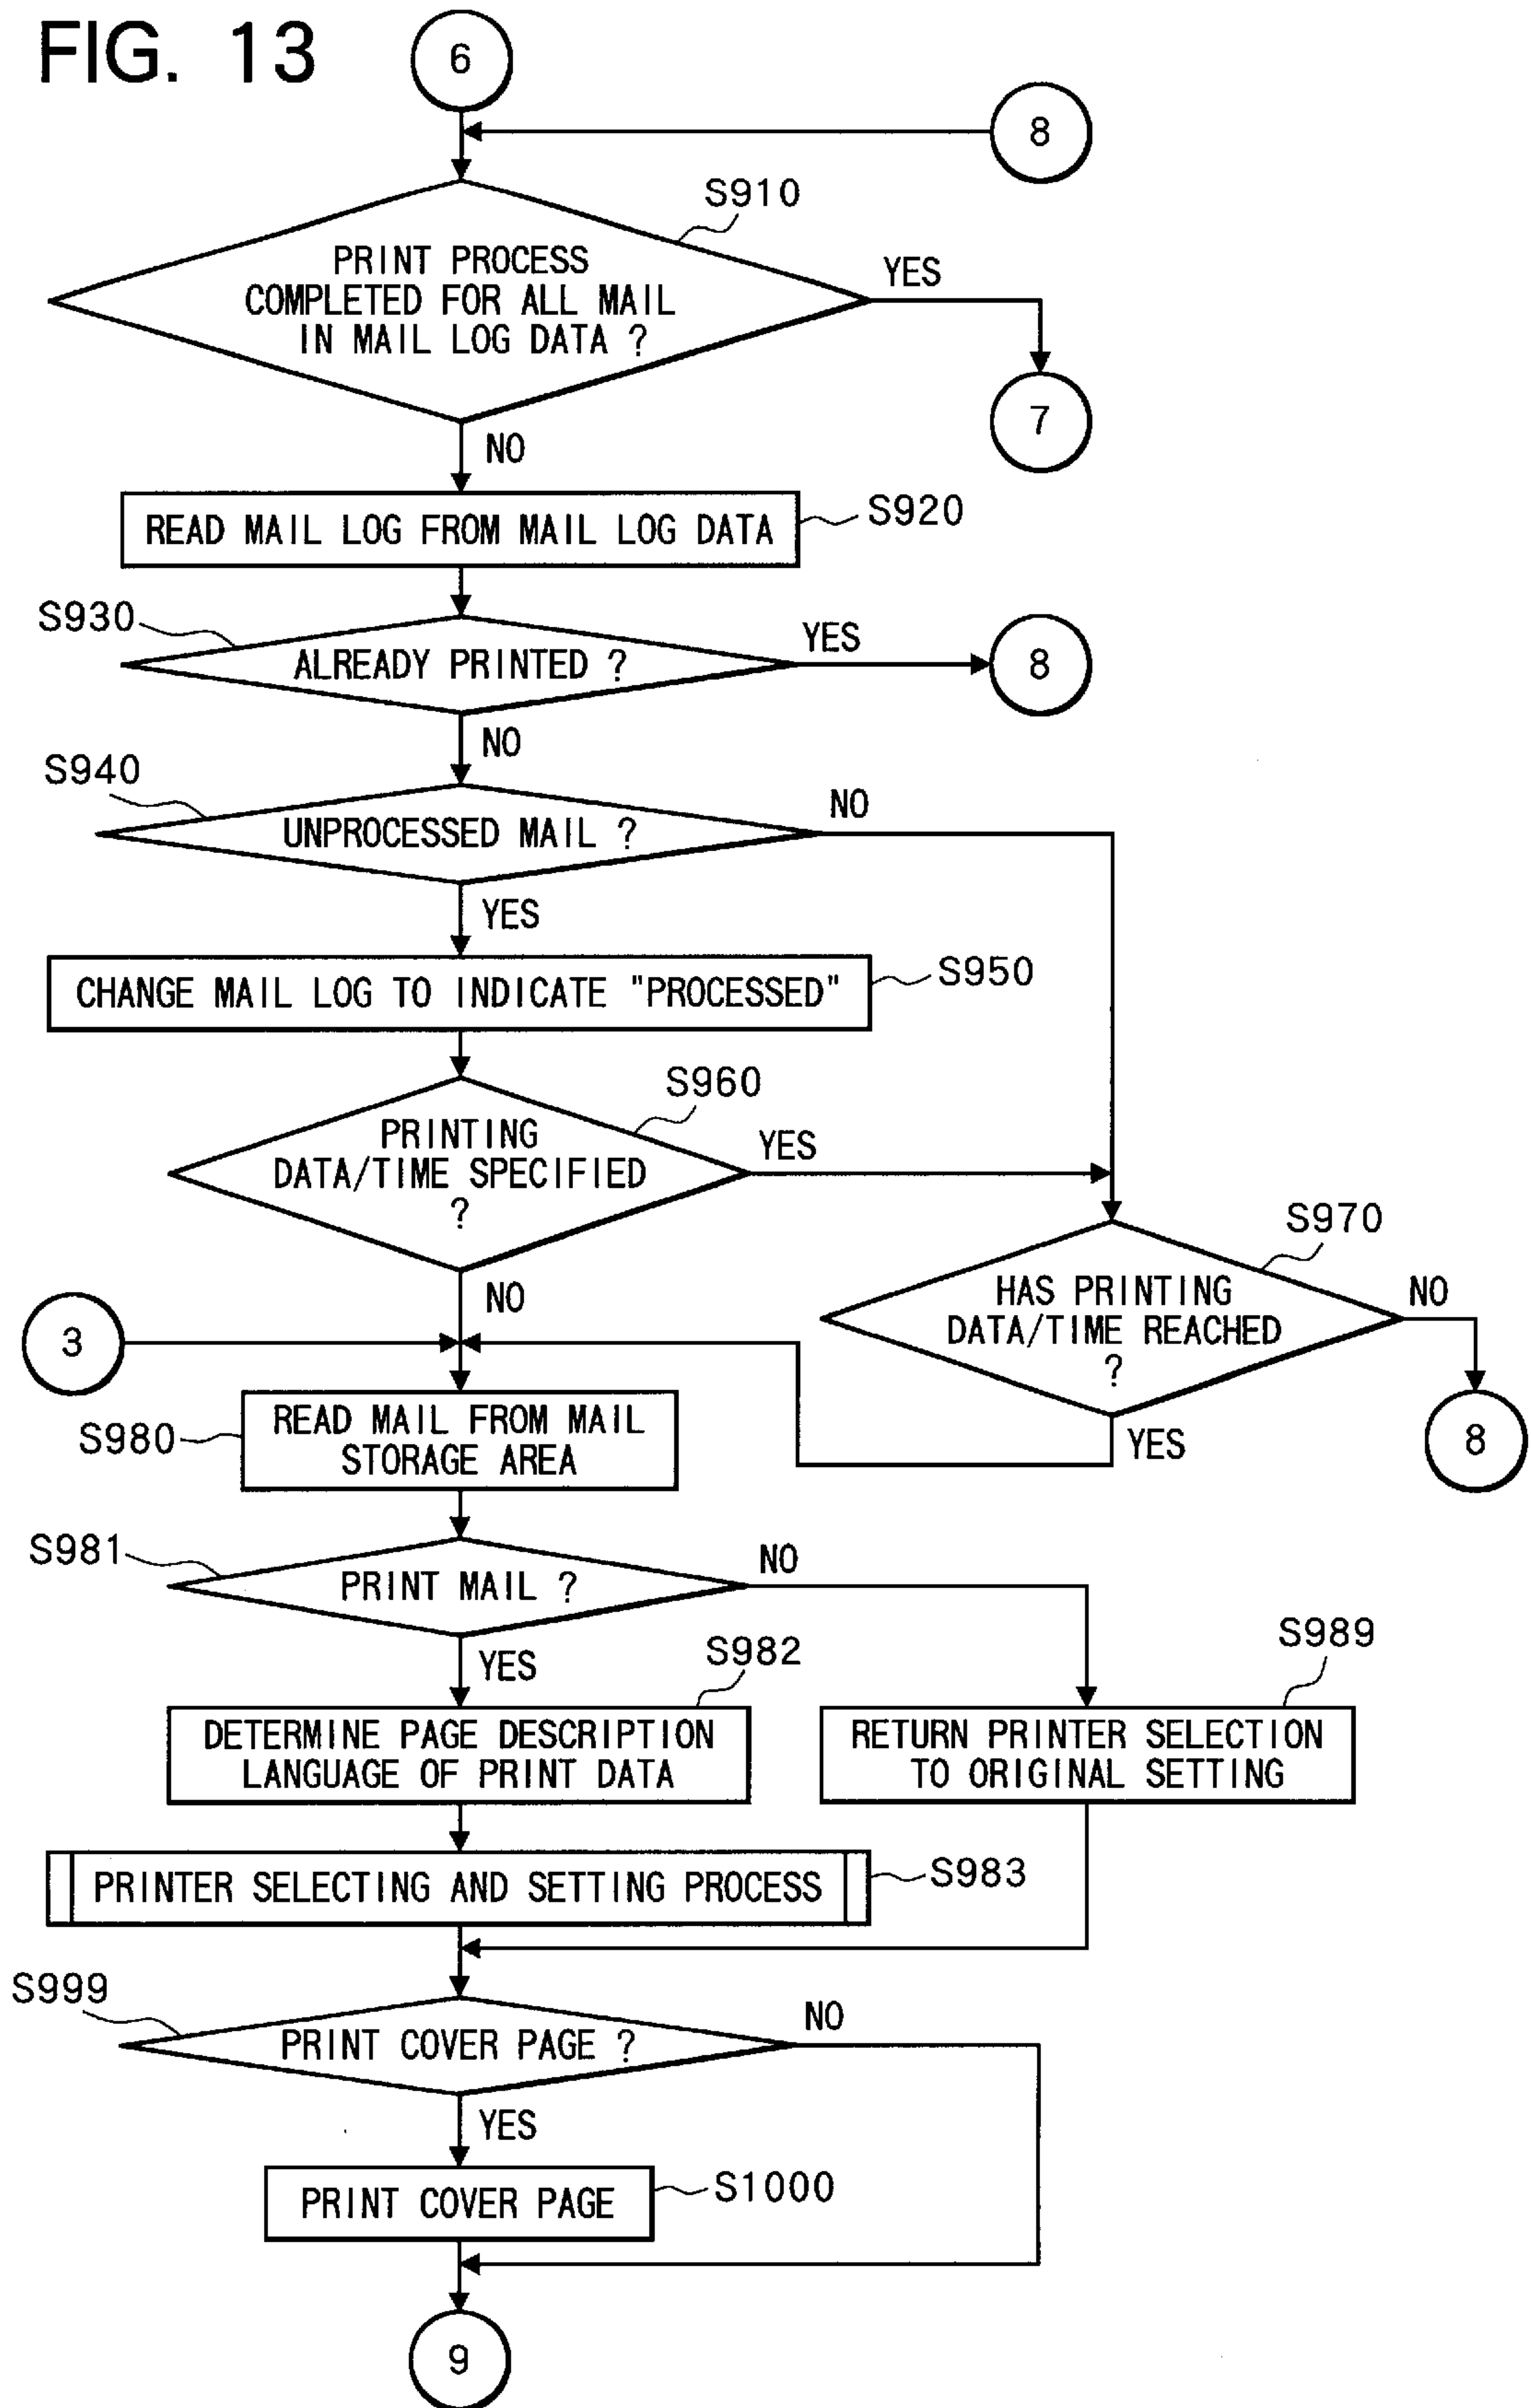 FIG. 13
6
8
S910
PRINT PROCESS
COMPLETED FOR ALL MAIL
IN MAIL LOG DATA ?
YES
7
NO
READ MAIL LOG FROM MAIL LOG DATA
S920
S930
ALREADY PRINTED ?
YES
8
NO
S940
UNPROCESSED MAIL ?
NO
YES
CHANGE MAIL LOG TO INDICATE "PROCESSED"
S950
S960
PRINTING
DATA/TIME SPECIFIED
?
YES
S970
HAS PRINTING
DATA/TIME REACHED
?
NO
8
YES
NO
3
S980
READ MAIL FROM MAIL
STORAGE AREA
S981
PRINT MAIL ?
NO
YES
S982
DETERMINE PAGE DESCRIPTION
LANGUAGE OF PRINT DATA
S989
RETURN PRINTER SELECTION
TO ORIGINAL SETTING
PRINTER SELECTING AND SETTING PROCESS
S983
S999
PRINT COVER PAGE ?
NO
YES
PRINT COVER PAGE
S1000
9